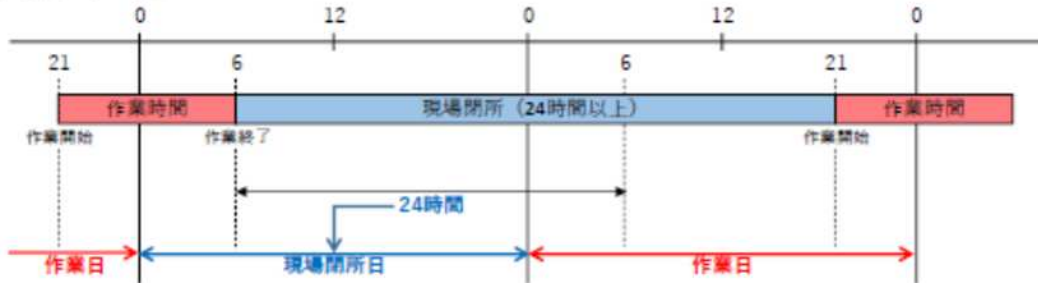 0 12 0 12 0
21 6 6 21
作業時間 現場閉所（24時間以上） 作業時間
作業開始 作業終了 作業開始
24時間
作業日 現場閉所日 作業日